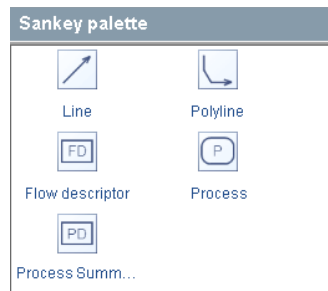 Sankey palette
Line
Polyline
FD
P
Flow descriptor
Process
PD
Process Summ...